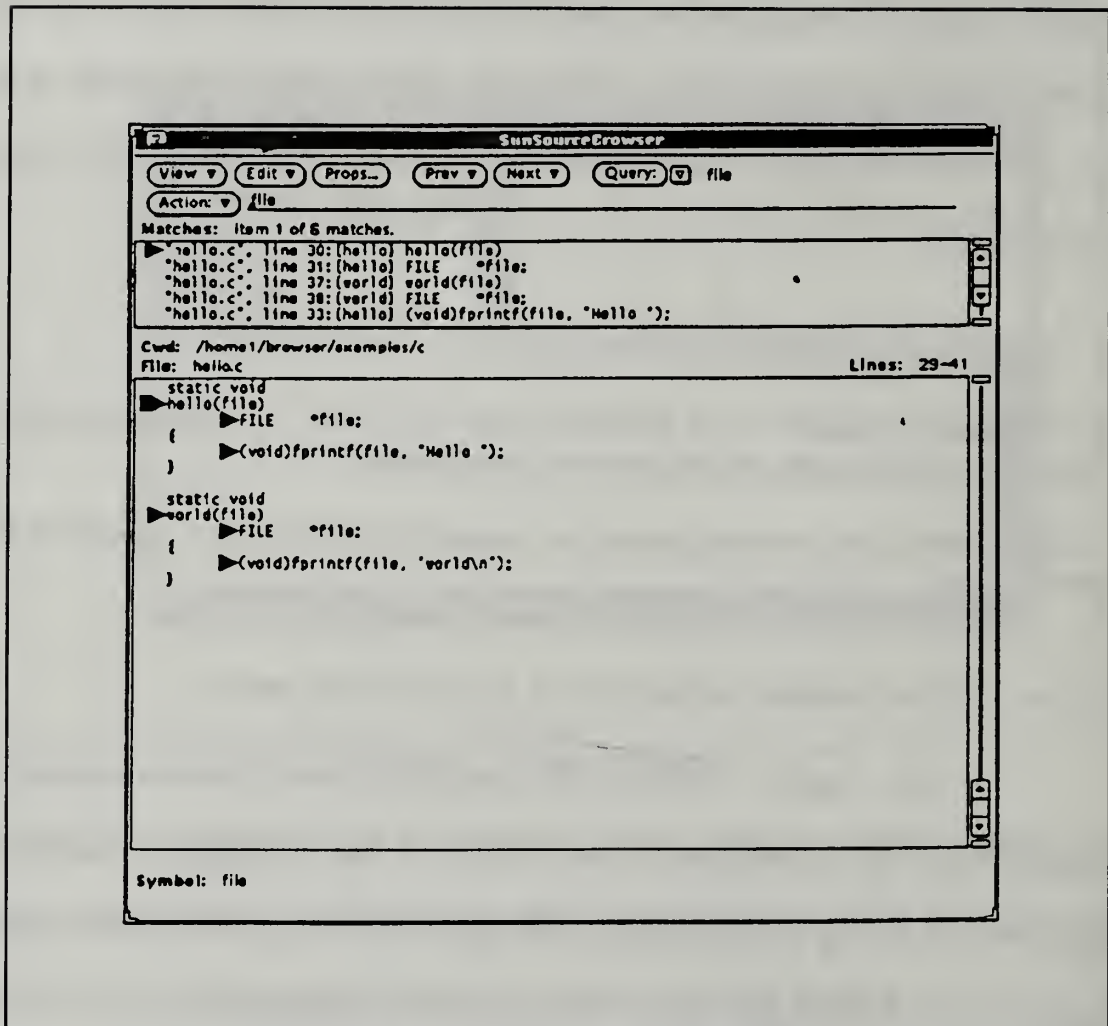 SunSourceBrowser
View Edit Props... Prev Next Query: file
Action: file
Matches: item 1 of 6 matches.
"hello.c", line 30:{hello} hello(file)
"hello.c", line 31:{hello} FILE *file;
"hello.c", line 37:{world} world(file)
"hello.c", line 38:{world} FILE *file;
"hello.c", line 33:{hello} (void)fprintf(file, "Hello ");
Cwd: /home1/browser/examples/c
File: hello.c Lines: 29-41
static void
hello(file)
FILE *file;
{
(void)fprintf(file, "Hello ");
}
static void
world(file)
FILE *file;
{
(void)fprintf(file, "world\n");
}
Symbol: file